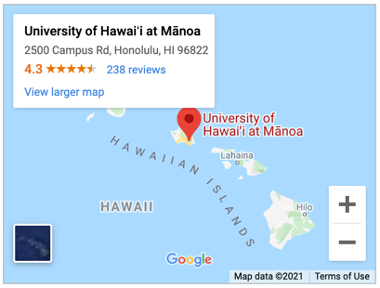 University of Hawaiʻi at Mānoa
2500 Campus Rd, Honolulu, HI 96822
4.3 238 reviews
View larger map
University of
Hawaiʻi at Mānoa
Lahaina
HAWAIIAN ISLANDS
HAWAII
Hilo
+
−
Google
Map data ©2021 Terms of Use